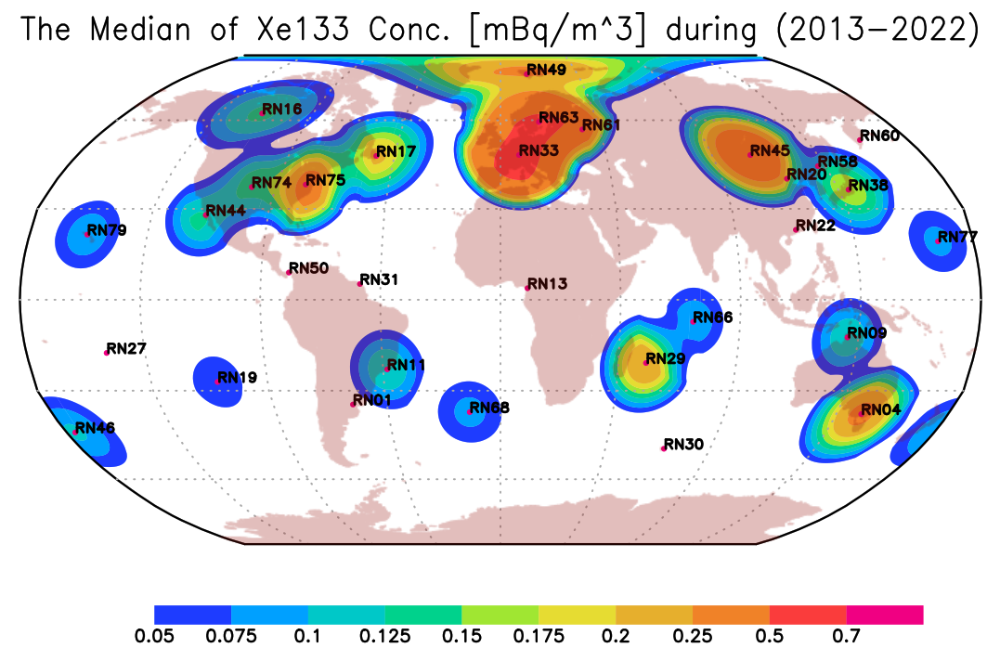 The Median of Xe133 Conc. [mBq/m^3] during (2013-2022)
RN49
RN16
RN63
RN61
RN60
RN17
RN33
RN45
RN58
RN20
RN74
RN75
RN38
RN44
RN79
RN22
RN77
RN50
RN31
RN13
RN66
RN09
RN27
RN29
RN11
RN19
RN01
RN68
RN04
RN46
RN30
0.05 0.075 0.1 0.125 0.15 0.175 0.2 0.25 0.5 0.7